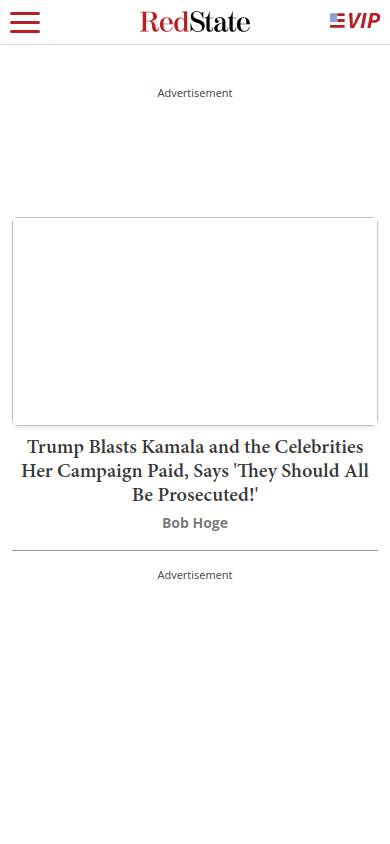 RedState
VIP
Advertisement
Trump Blasts Kamala and the Celebrities
Her Campaign Paid, Says 'They Should All
Be Prosecuted!'
Bob Hoge
Advertisement